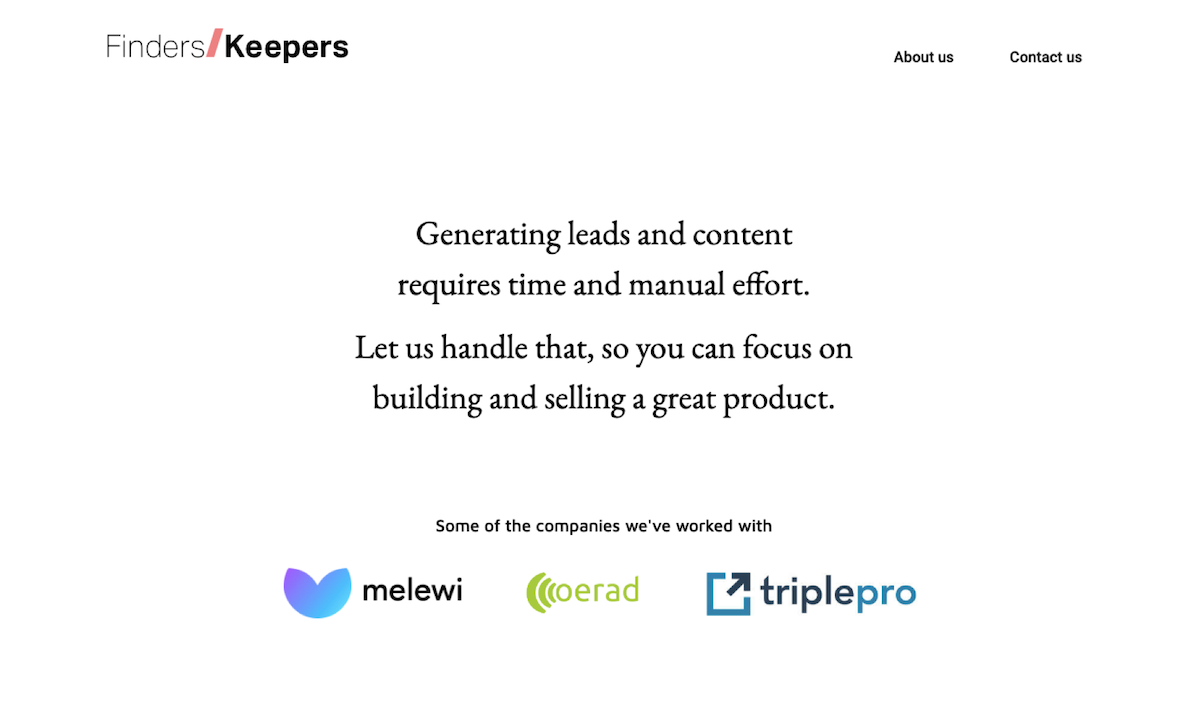 Finders/Keepers
About us
Contact us
Generating leads and content
requires time and manual effort.
Let us handle that, so you can focus on
building and selling a great product.
Some of the companies we've worked with
melewi
oerad
triplepro